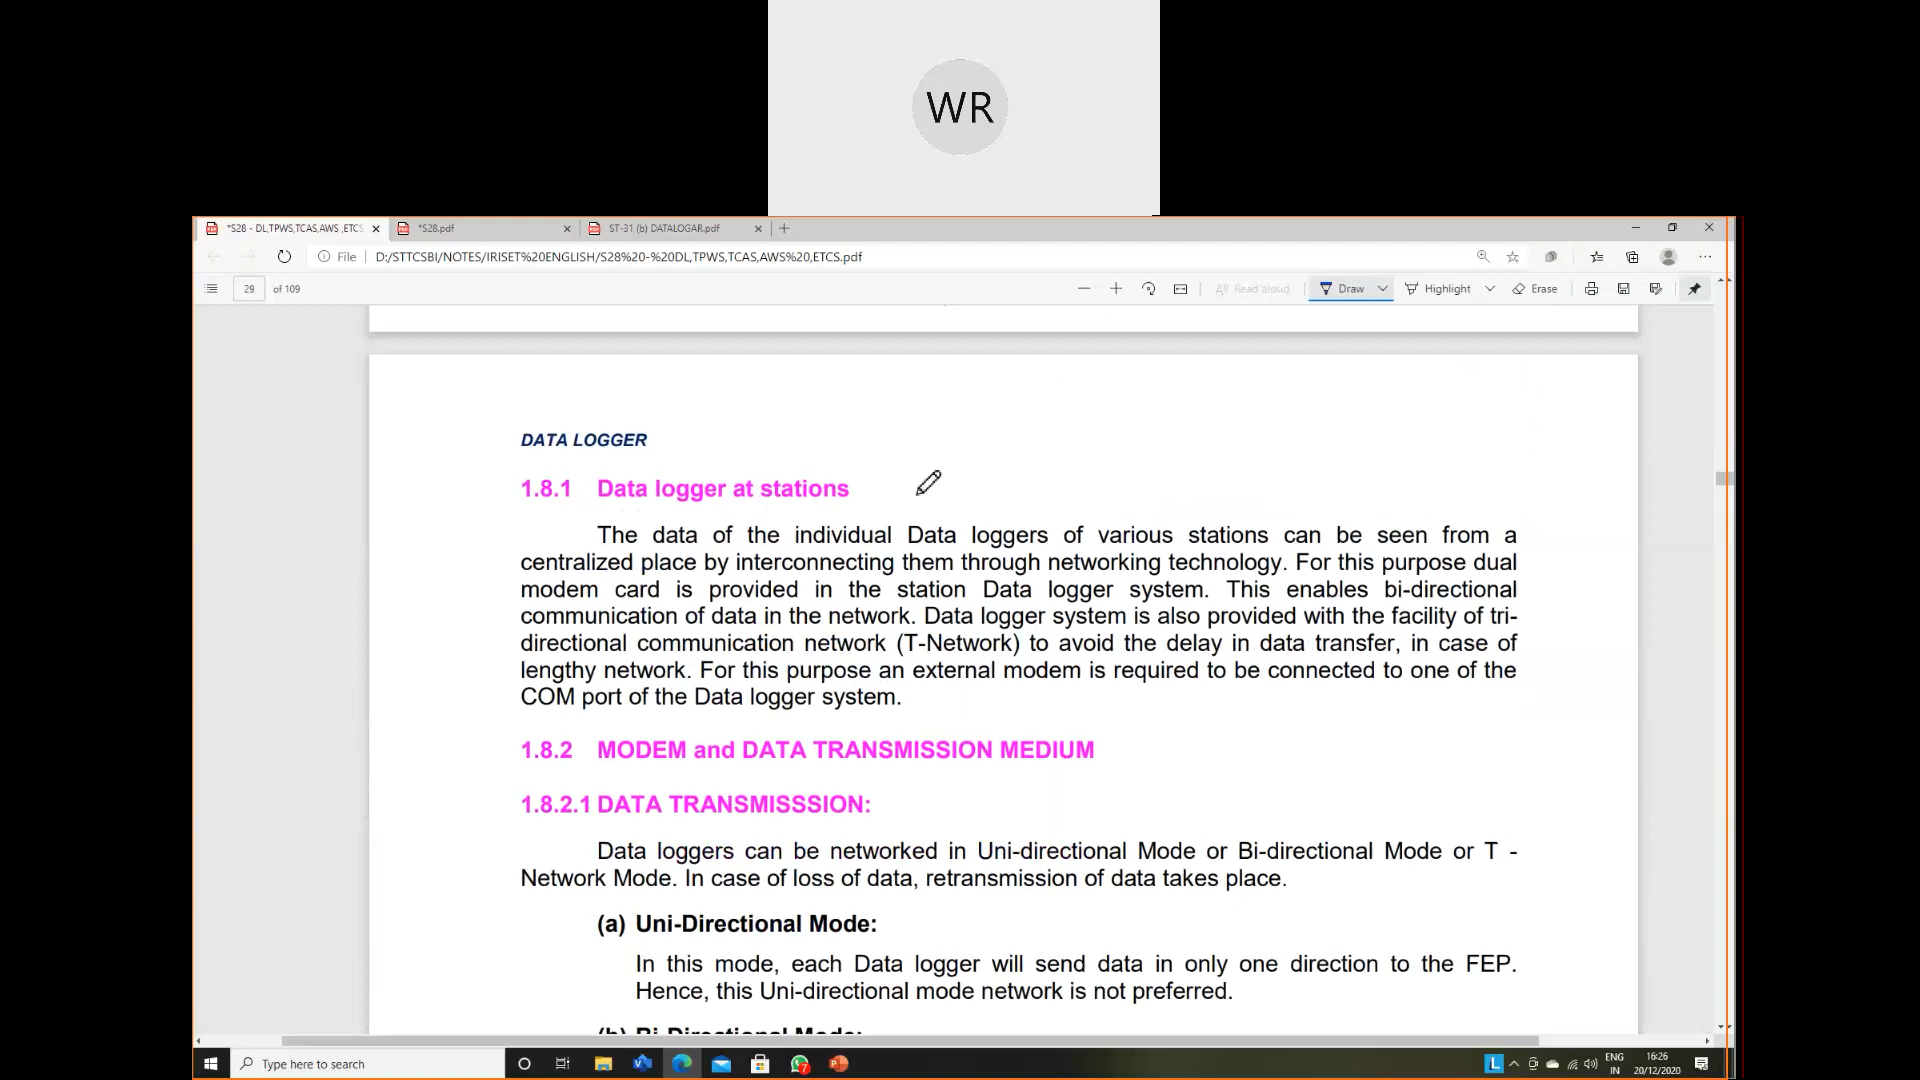 WR
*S28 - DL,TPWS,TCAS,AWS ,ETCS
*S28.pdf
ST-31 (b) DATALOGAR.pdf
File D:/STTCSBI/NOTES/IRISET%20ENGLISH/S28%20-%20DL,TPWS,TCAS,AWS%20,ETCS.pdf
29 of 109
Read aloud
Draw
Highlight
Erase
DATA LOGGER
1.8.1 Data logger at stations
The data of the individual Data loggers of various stations can be seen from a
centralized place by interconnecting them through networking technology. For this purpose dual
modem card is provided in the station Data logger system. This enables bi-directional
communication of data in the network. Data logger system is also provided with the facility of tri-
directional communication network (T-Network) to avoid the delay in data transfer, in case of
lengthy network. For this purpose an external modem is required to be connected to one of the
COM port of the Data logger system.
1.8.2 MODEM and DATA TRANSMISSION MEDIUM
1.8.2.1 DATA TRANSMISSSION:
Data loggers can be networked in Uni-directional Mode or Bi-directional Mode or T -
Network Mode. In case of loss of data, retransmission of data takes place.
(a) Uni-Directional Mode:
In this mode, each Data logger will send data in only one direction to the FEP.
Hence, this Uni-directional mode network is not preferred.
(b) Bi-Directional Mode:
Type here to search
7
L
ENG
IN
16:26
20/12/2020